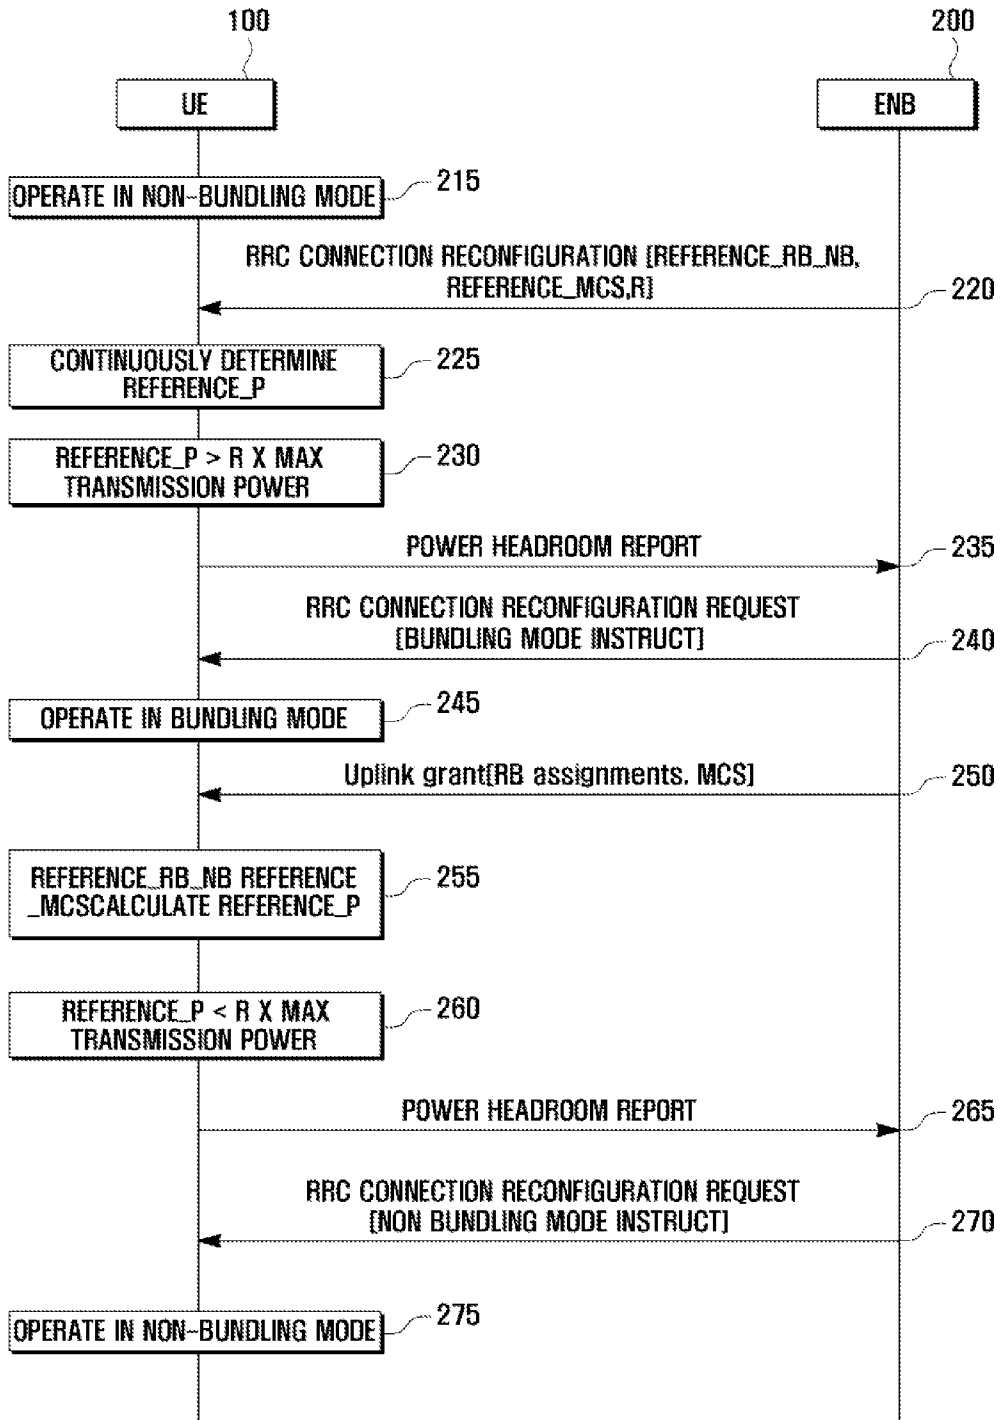 100
200
UE
ENB
OPERATE IN NON-BUNDLING MODE
215
RRC CONNECTION RECONFIGURATION [REFERENCE_RB_NB,
REFERENCE_MCS,R]
220
CONTINUOUSLY DETERMINE
REFERENCE_P
225
REFERENCE_P > R X MAX
TRANSMISSION POWER
230
POWER HEADROOM REPORT
235
RRC CONNECTION RECONFIGURATION REQUEST
[BUNDLING MODE INSTRUCT]
240
OPERATE IN BUNDLING MODE
245
Uplink grant[RB assignments. MCS]
250
REFERENCE_RB_NB REFERENCE
_MCSCALCULATE REFERENCE_P
255
REFERENCE_P < R X MAX
TRANSMISSION POWER
260
POWER HEADROOM REPORT
265
RRC CONNECTION RECONFIGURATION REQUEST
[NON BUNDLING MODE INSTRUCT]
270
OPERATE IN NON-BUNDLING MODE
275